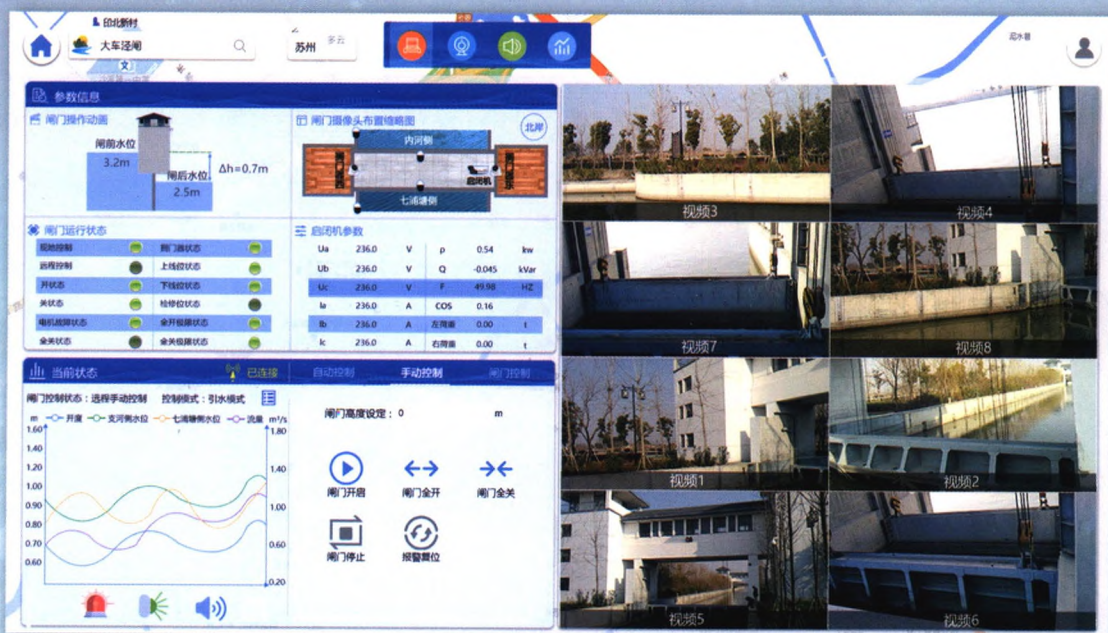 印北新村
大车泾闸
苏州 多云
参数信息
闸门操作动画
闸前水位
3.2m
闸后水位
2.5m
Δh=0.7m
闸门摄像头布置缩略图
北岸
内河侧
启闭机
七浦塘侧
闸门运行状态
现地控制
远程控制 上线位状态
开状态 下线位状态
关状态 检修位状态
电机故障状态 全开极限状态
全关状态 全关极限状态
启闭机参数
Ua 236.0 V ρ 0.54 kw
Ub 236.0 V Q -0.045 kVar
Uc 236.0 V F 49.98 HZ
Ia 236.0 A COS 0.16
Ib 236.0 A 左荷重 0.00 t
Ic 236.0 A 右荷重 0.00 t
当前状态 已连接
自动控制 手动控制 闸门控制
闸门控制状态：远程手动控制 控制模式：引水模式
m 开度 支河侧水位 七浦塘侧水位 流量 m³/s
1.60
1.40
1.20
1.00
0.90
0.80
0.70
0.60
1.80
1.40
1.00
0.60
0.20
闸门高度设定：0 m
闸门开启 闸门全开 闸门全关
闸门停止 报警复位
视频3
视频4
视频7
视频8
视频1
视频2
视频5
视频6